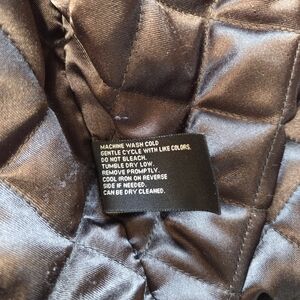 MACHINE WASH COLD
GENTLE CYCLE WITH LIKE COLORS.
DO NOT BLEACH.
TUMBLE DRY LOW.
REMOVE PROMPTLY.
COOL IRON ON REVERSE
SIDE IF NEEDED.
CAN BE DRY CLEANED.